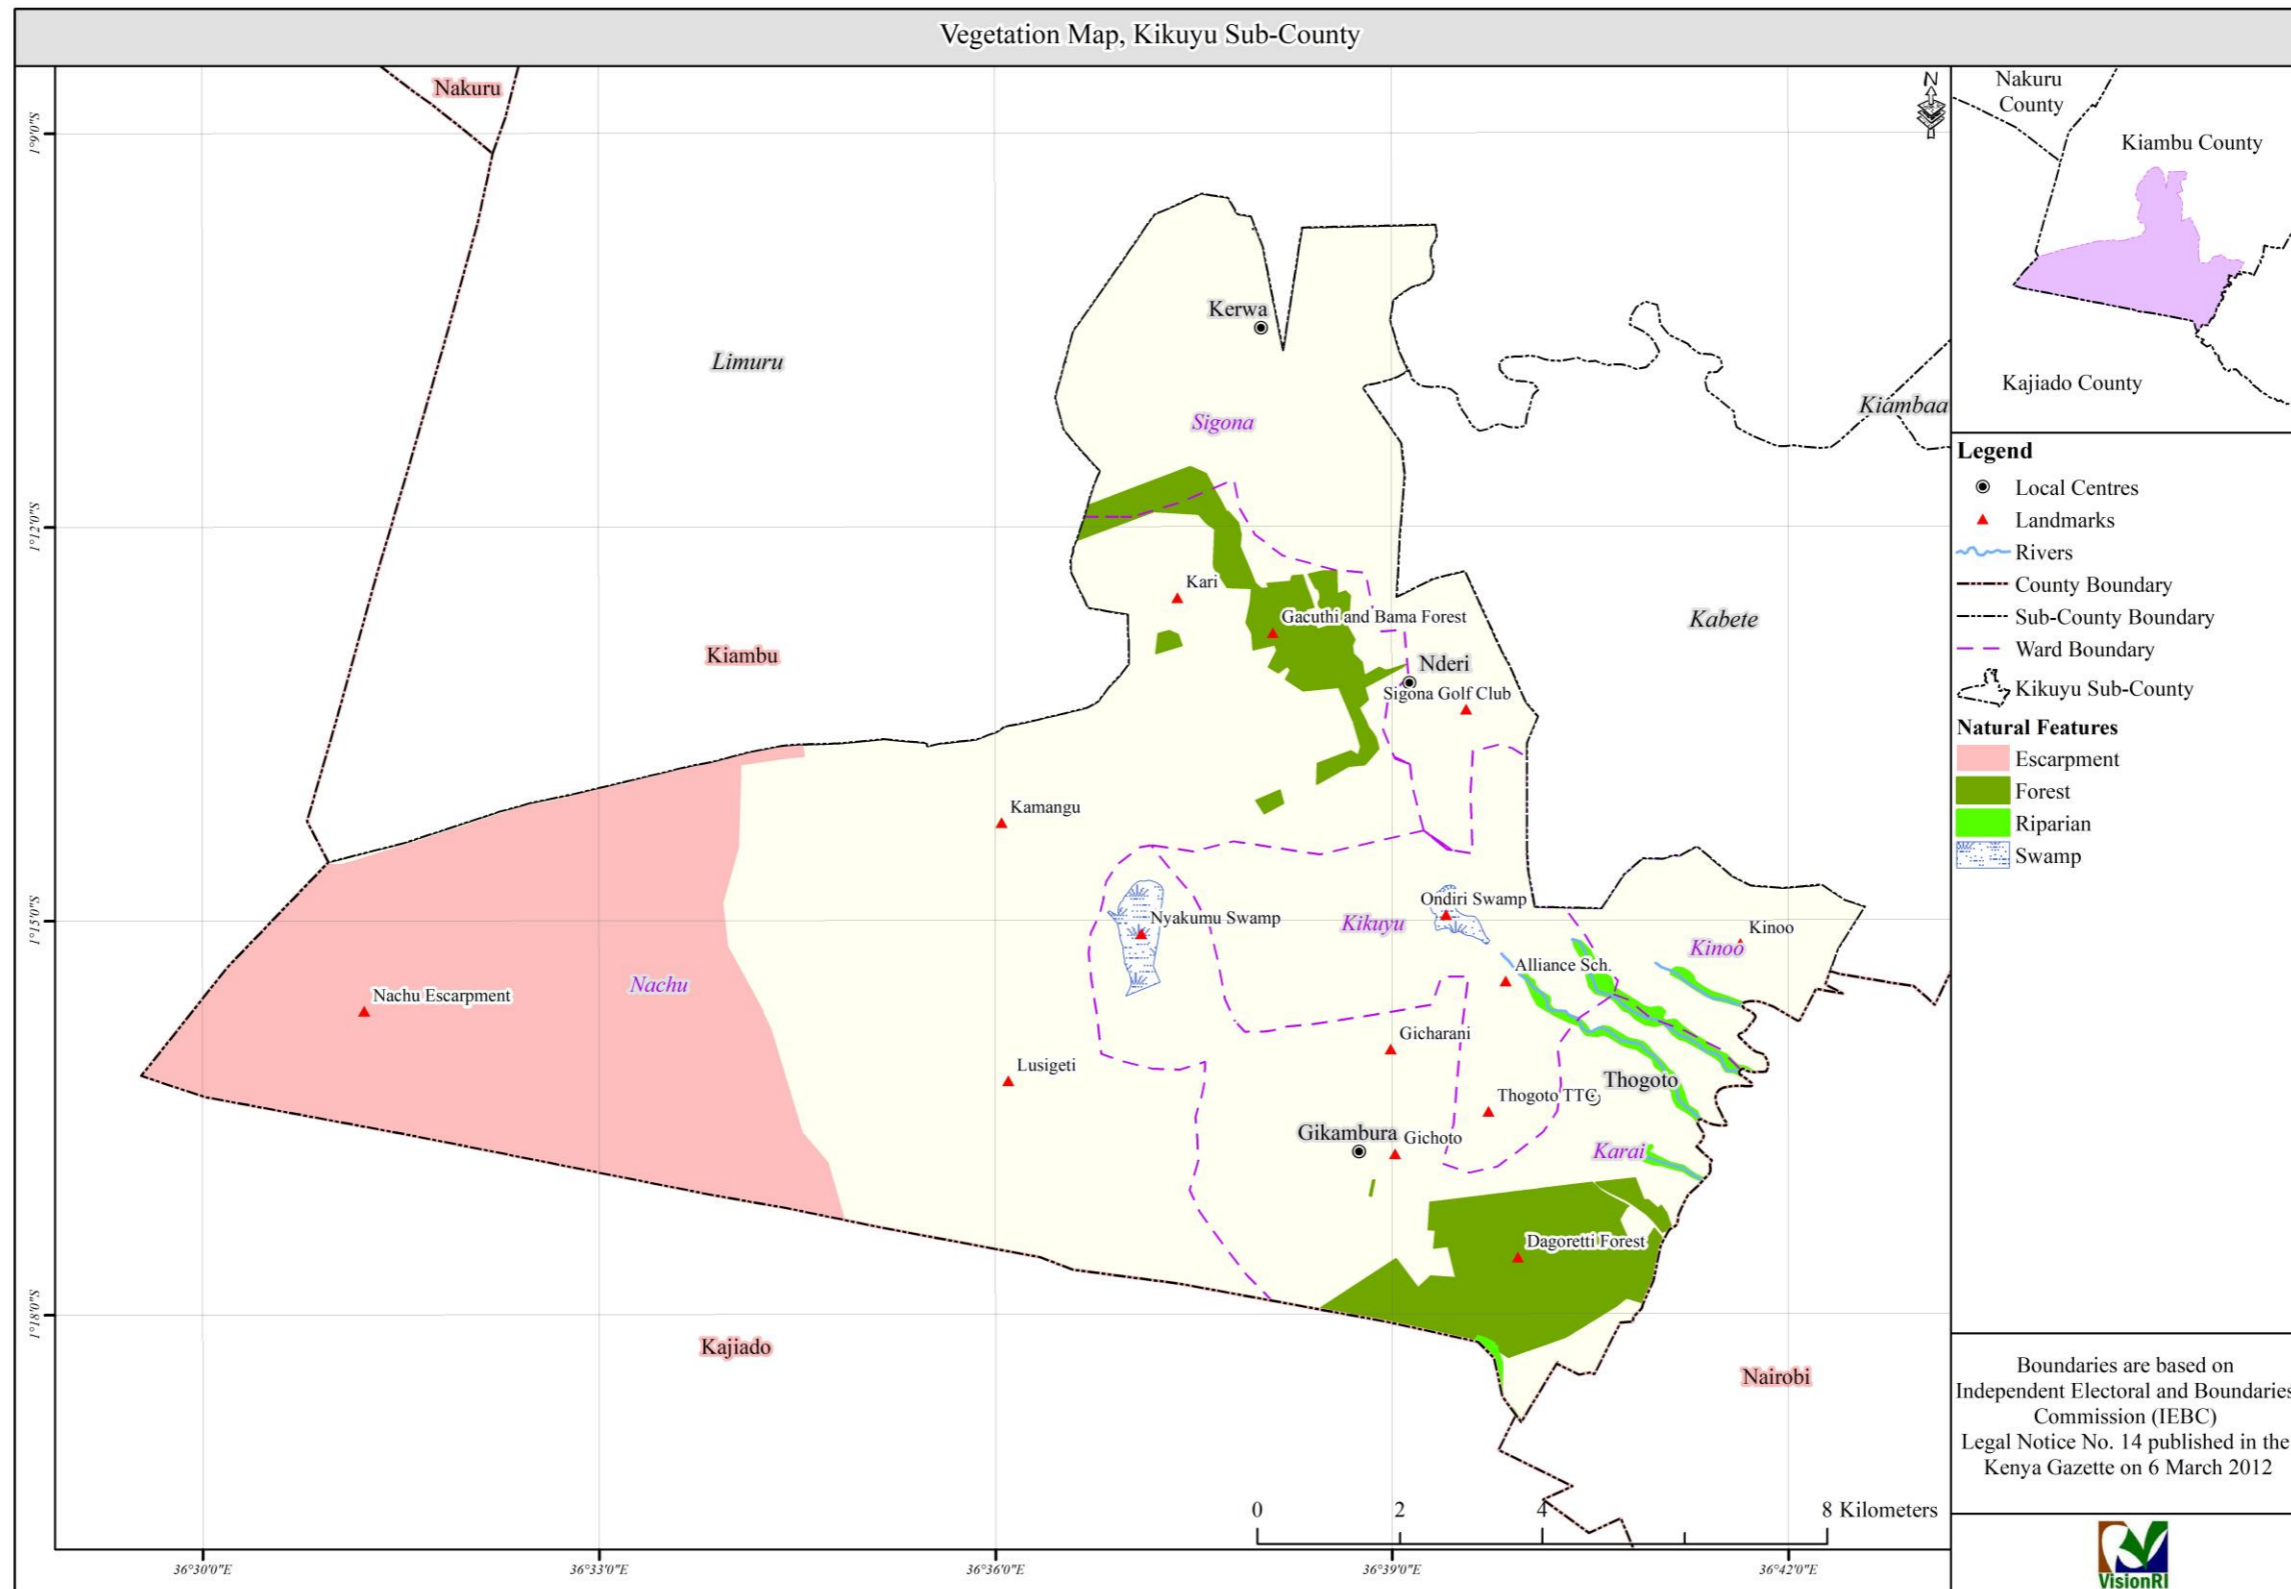 Vegetation Map, Kikuyu Sub-County
Nakuru
N
Nakuru
County
Kiambu County
Kajiado County
1°9'0"S
Kerwa
Limuru
Kiambaa
Sigona
Legend
Local Centres
Landmarks
Rivers
County Boundary
Sub-County Boundary
Ward Boundary
Kikuyu Sub-County
Natural Features
Escarpment
Forest
Riparian
Swamp
1°12'0"S
Kari
Gacuthi and Bama Forest
Kabete
Kiambu
Nderi
Sigona Golf Club
Kamangu
1°15'0"S
Nyakumu Swamp
Kikuyu
Ondiri Swamp
Kinoo
Kinoo
Alliance Sch.
Nachu
Nachu Escarpment
Gicharani
Lusigeti
Thogoto
Thogoto TTC
Gikambura
Gichoto
Karai
Dagoretti Forest
1°18'0"S
Kajiado
Nairobi
Boundaries are based on
Independent Electoral and Boundaries
Commission (IEBC)
Legal Notice No. 14 published in the
Kenya Gazette on 6 March 2012
0 2 4 8 Kilometers
36°30'0"E 36°33'0"E 36°36'0"E 36°39'0"E 36°42'0"E
VisionRI